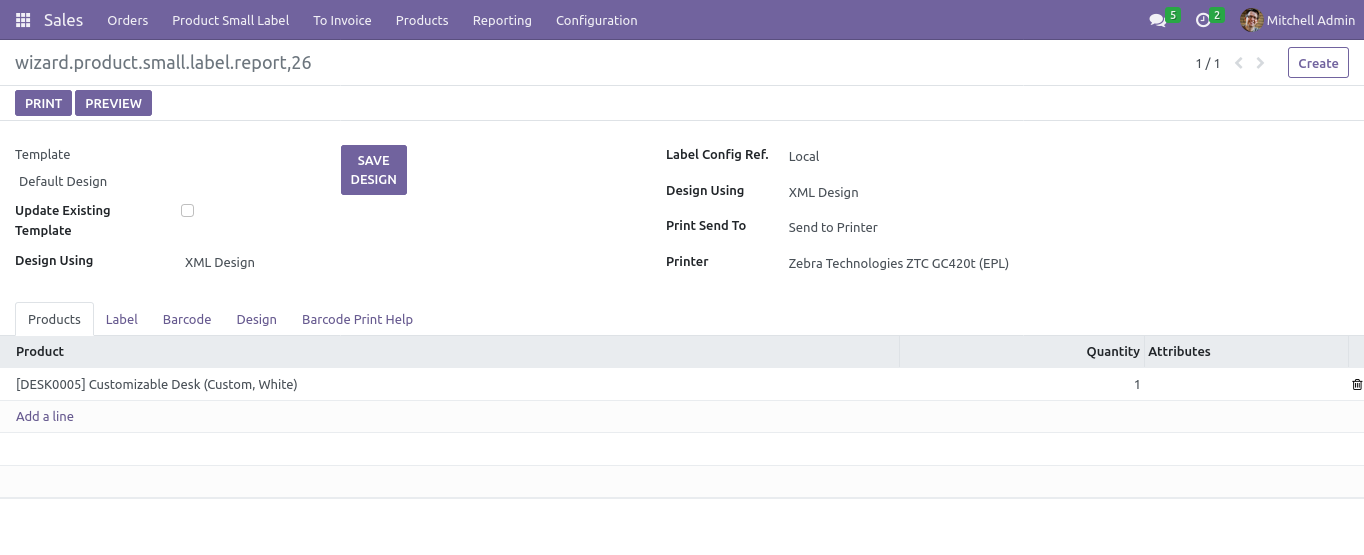 Sales Orders Product Small Label To Invoice Products Reporting Configuration 5 2 Mitchell Admin
wizard.product.small.label.report,26 1 / 1 Create
PRINT PREVIEW
Template
Default Design
SAVE
DESIGN
Update Existing
Template
Design Using XML Design
Label Config Ref. Local
Design Using XML Design
Print Send To Send to Printer
Printer Zebra Technologies ZTC GC420t (EPL)
Products Label Barcode Design Barcode Print Help
Product Quantity Attributes
[DESK0005] Customizable Desk (Custom, White) 1
Add a line